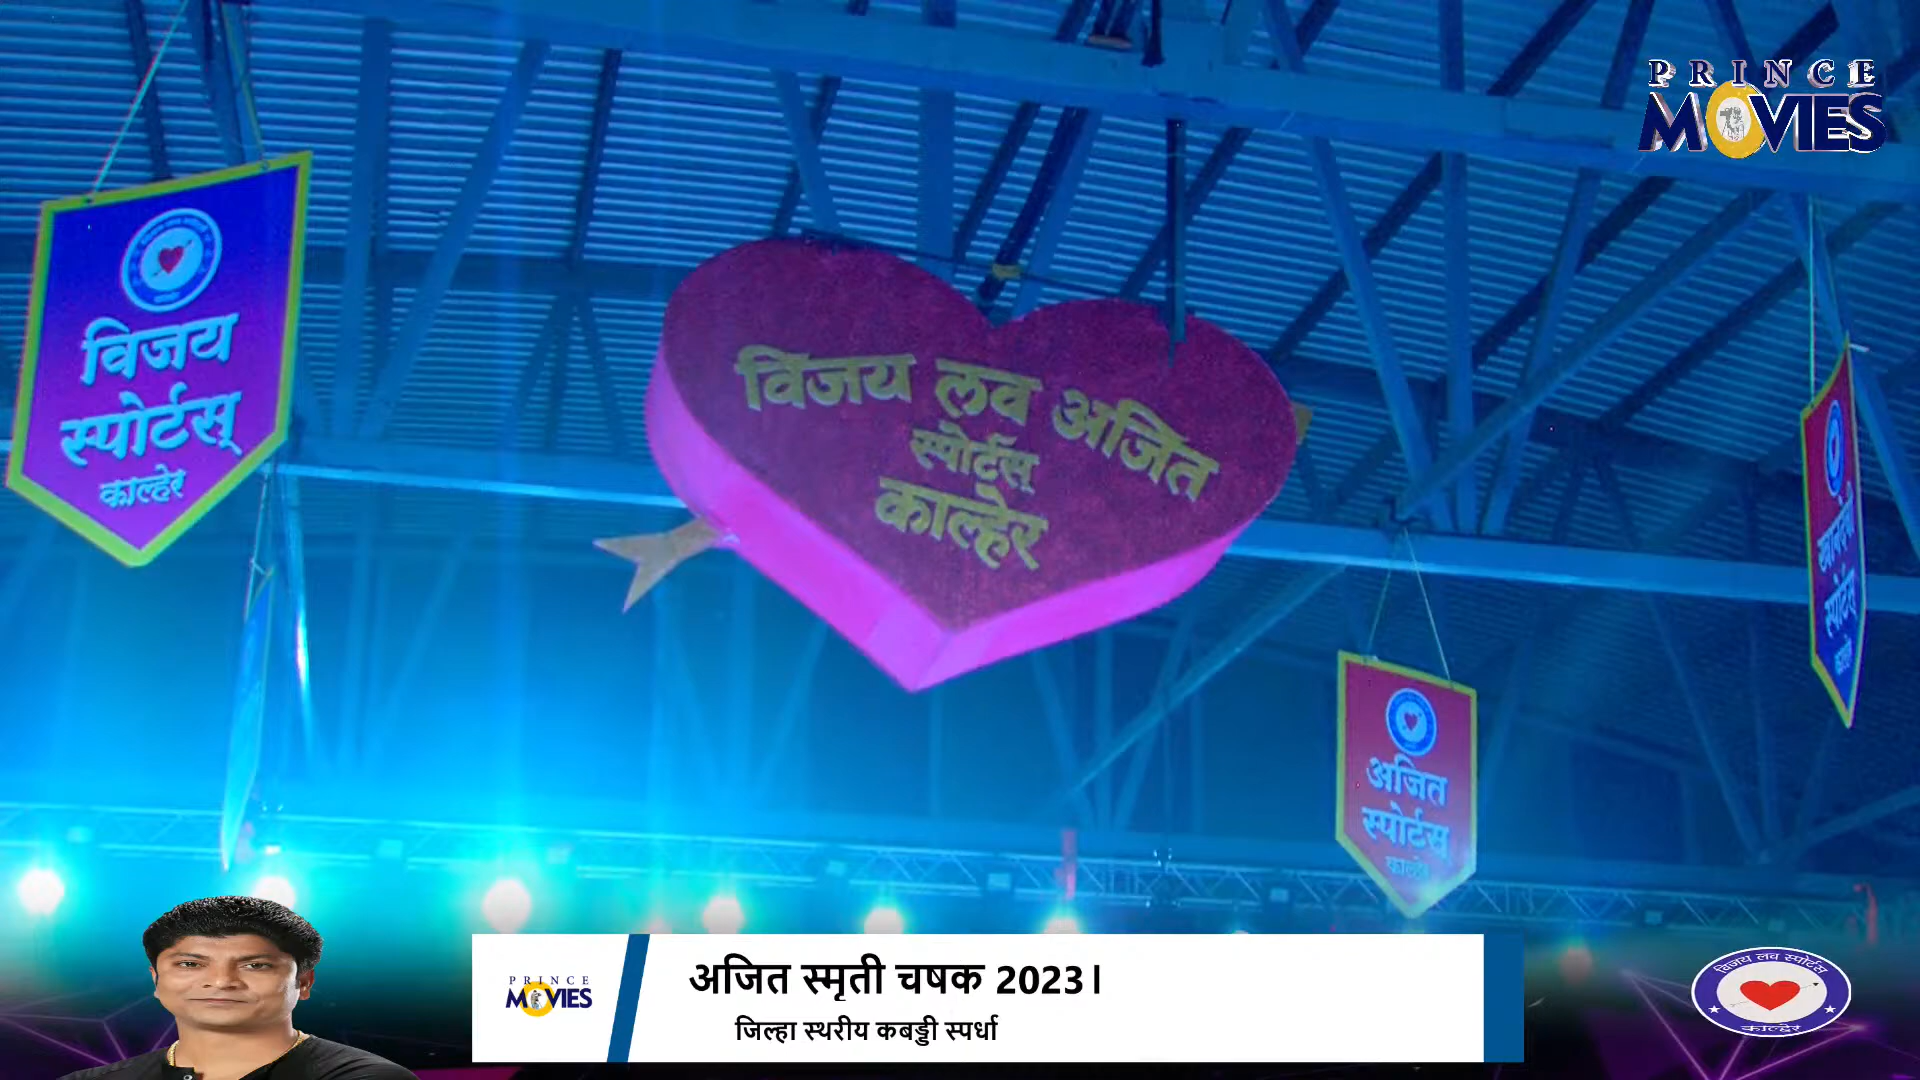 PRINCE
MOVIES
विजय
स्पोर्टस्
काल्हेर
विजय लव अजित
स्पोर्टस्
काल्हेर
अजित
स्पोर्टस्
काल्हेर
स्पोर्टस्
PRINCE
MOVIES
अजित स्मृती चषक 2023।
जिल्हा स्थरीय कबड्डी स्पर्धा
विजय लव स्पोर्टस
काल्हेर